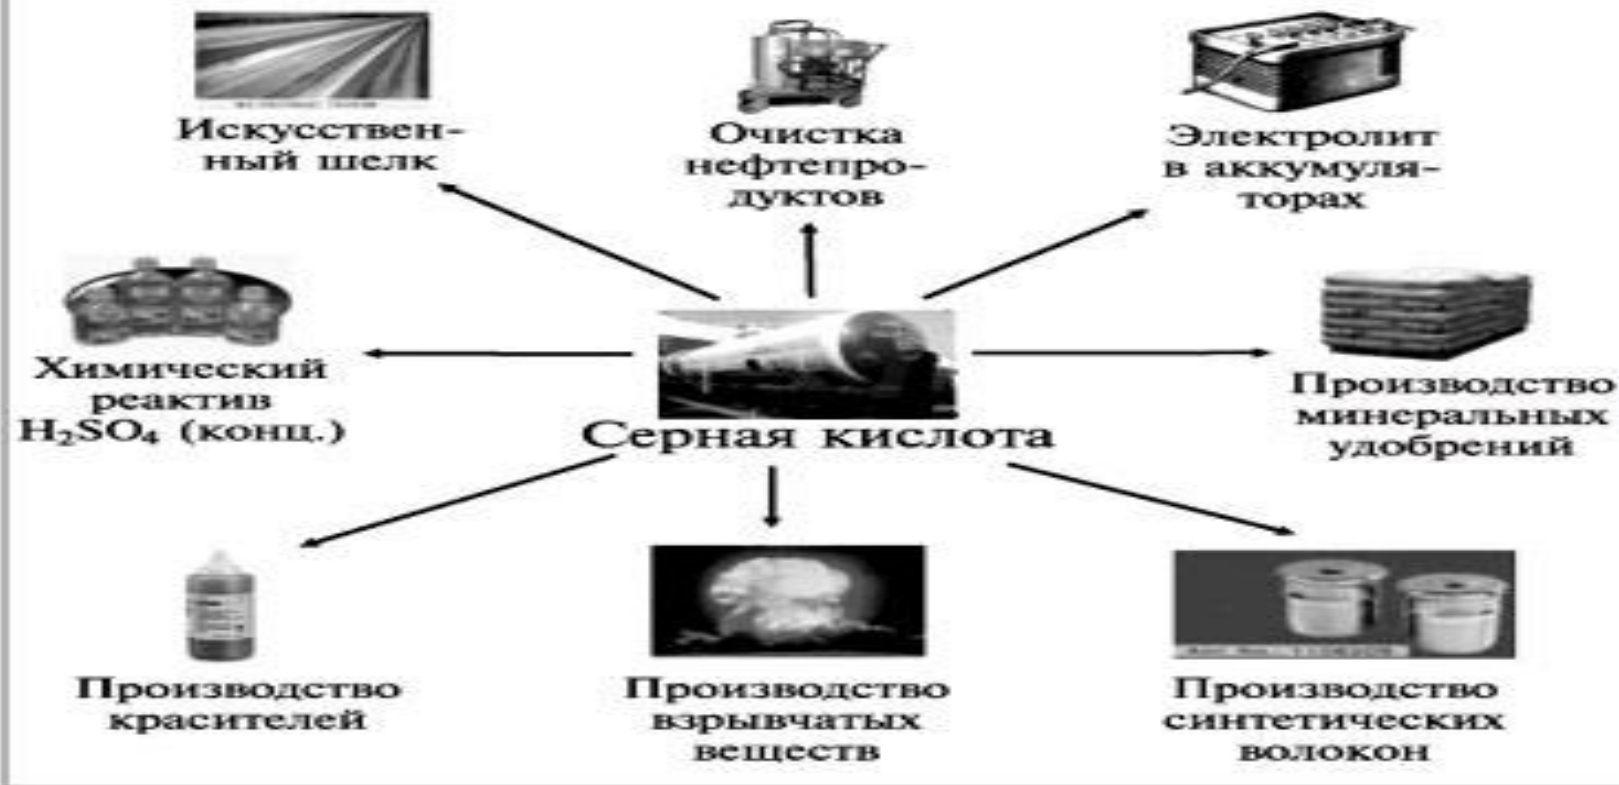 Искусствен-
ный шелк
Очистка
нефтепро-
дуктов
Электролит
в аккумуля-
торах
Химический
реактив
H₂SO₄ (конц.)
Серная кислота
Производство
минеральных
удобрений
Производство
красителей
Производство
взрывчатых
веществ
Производство
синтетических
волокон